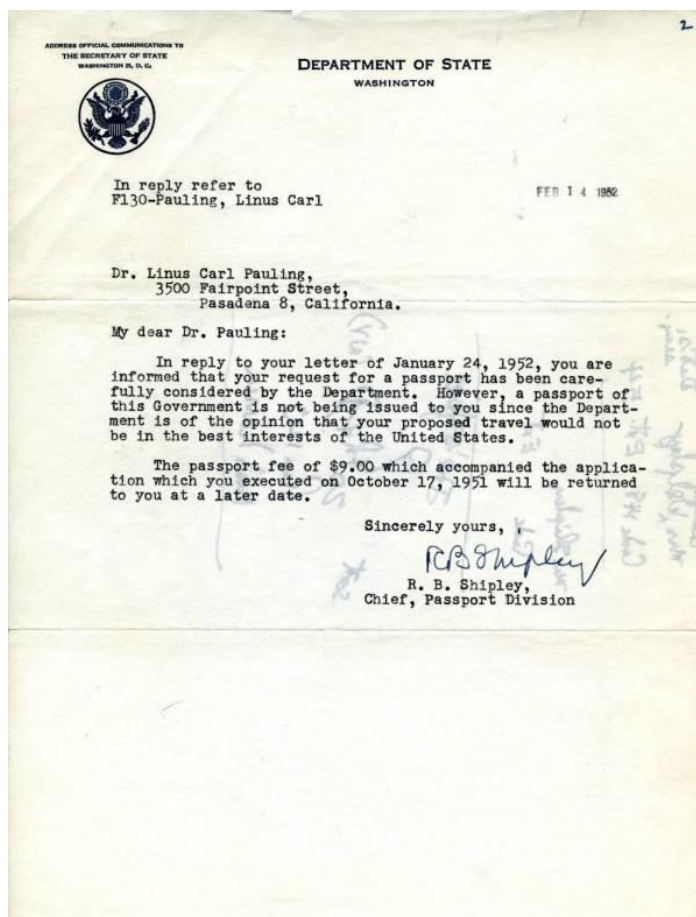 2
ADDRESS OFFICIAL COMMUNICATIONS TO
THE SECRETARY OF STATE
WASHINGTON 25, D. C.
DEPARTMENT OF STATE
WASHINGTON
In reply refer to
F130-Pauling, Linus Carl
FEB 14 1952
Dr. Linus Carl Pauling,
3500 Fairpoint Street,
Pasadena 8, California.
My dear Dr. Pauling:
In reply to your letter of January 24, 1952, you are
informed that your request for a passport has been care-
fully considered by the Department. However, a passport of
this Government is not being issued to you since the Depart-
ment is of the opinion that your proposed travel would not
be in the best interests of the United States.
The passport fee of $9.00 which accompanied the applica-
tion which you executed on October 17, 1951 will be returned
to you at a later date.
Sincerely yours,
R B Shipley
R. B. Shipley,
Chief, Passport Division